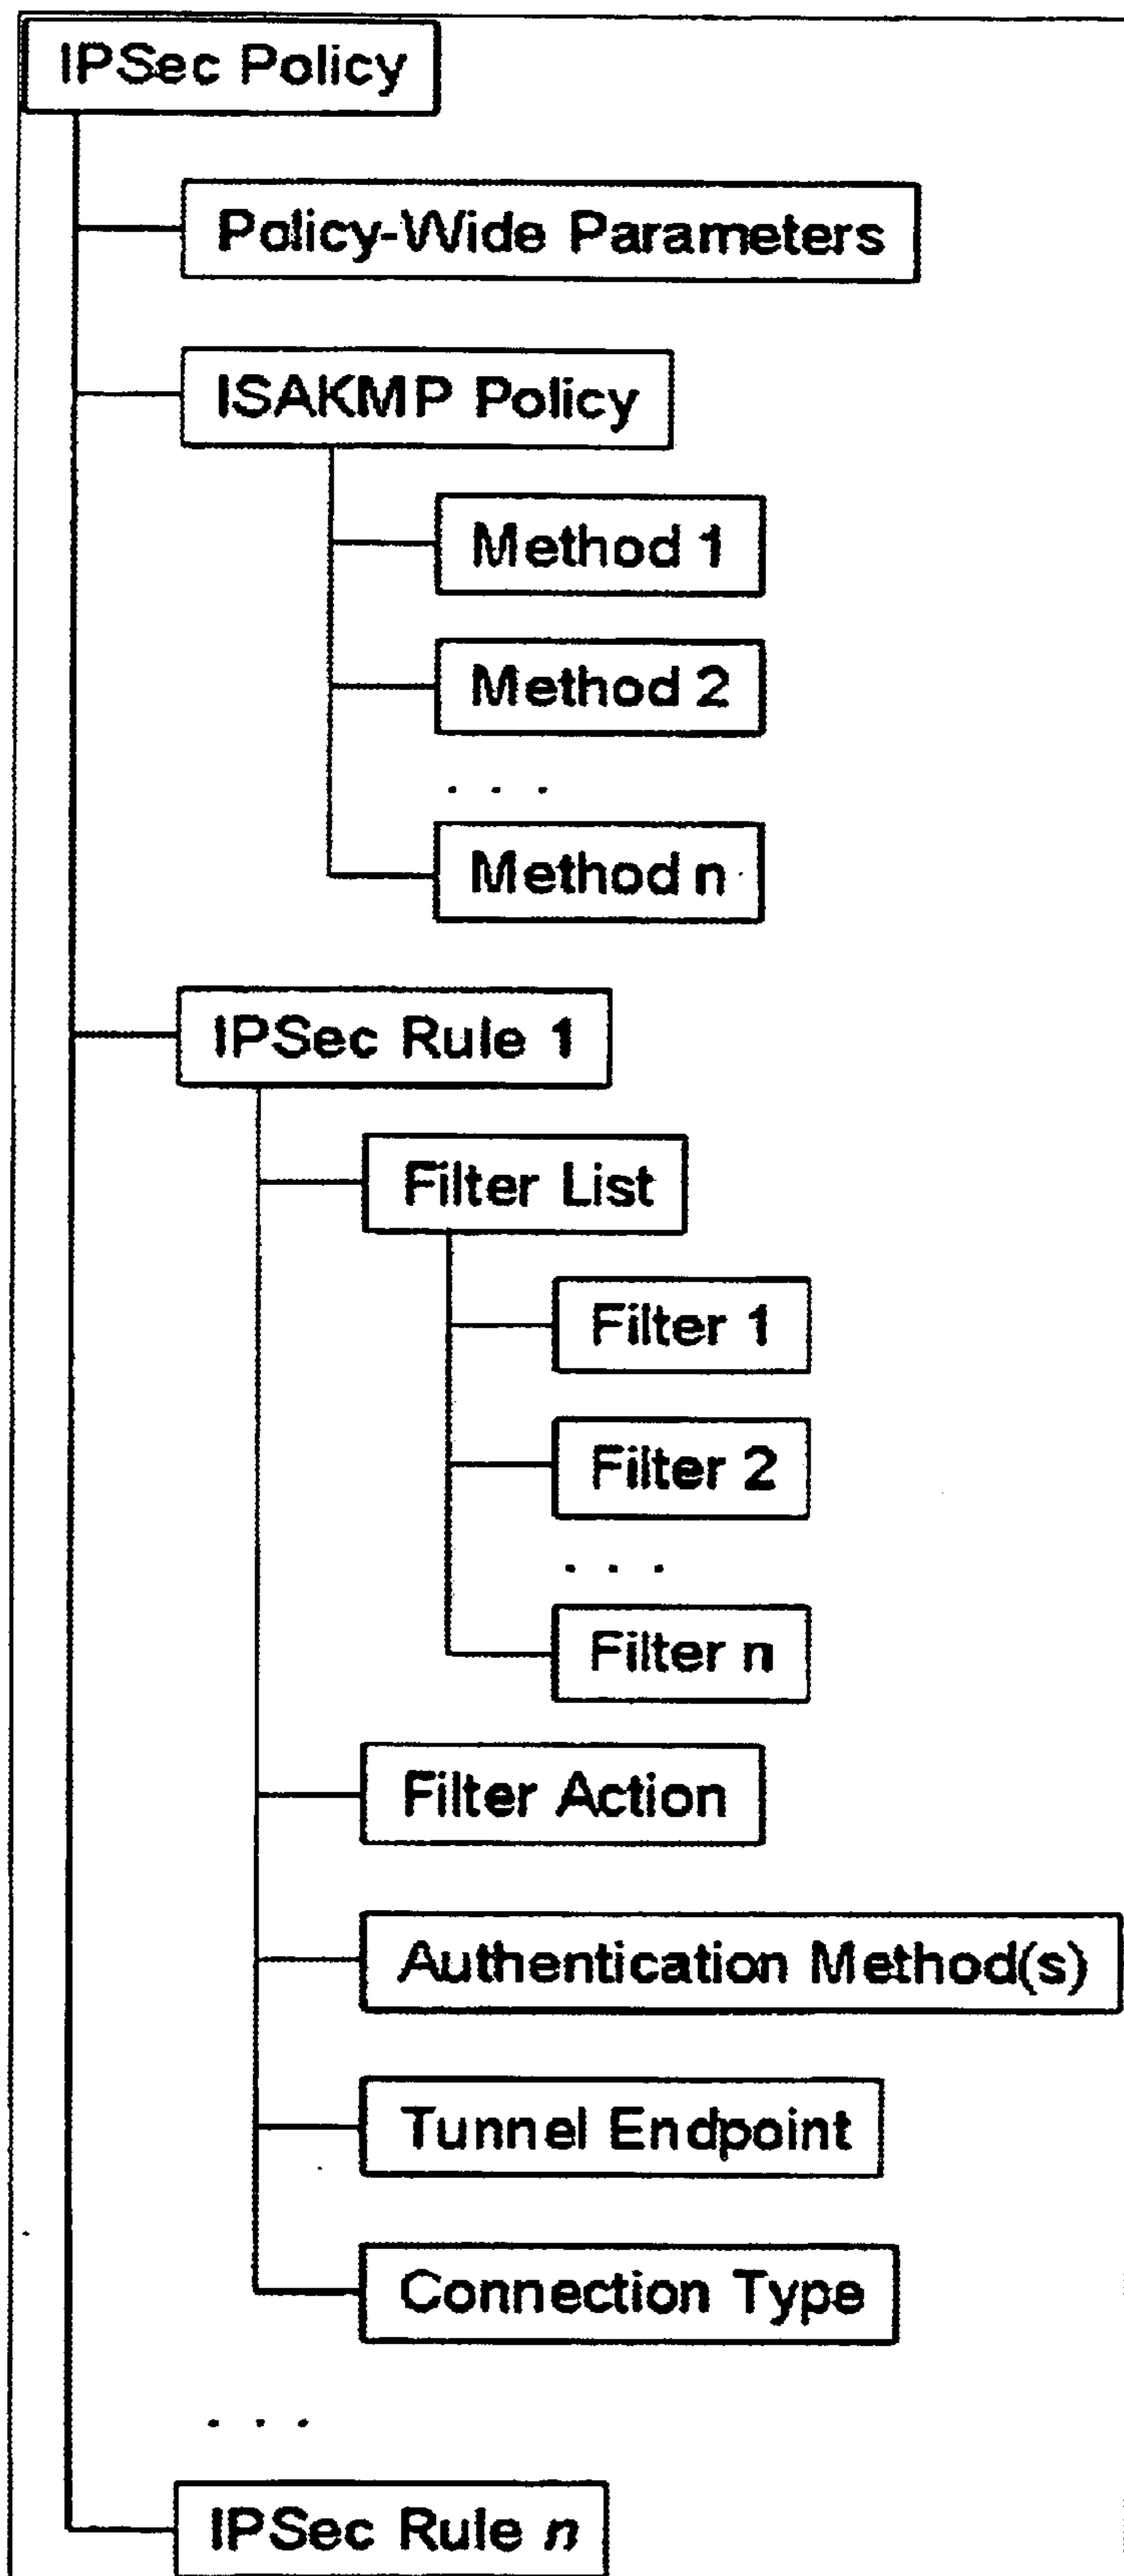 IPSec Policy
Policy-Wide Parameters
ISAKMP Policy
Method 1
Method 2
. . .
Method n
IPSec Rule 1
Filter List
Filter 1
Filter 2
. . .
Filter n
Filter Action
Authentication Method(s)
Tunnel Endpoint
Connection Type
. . .
IPSec Rule n